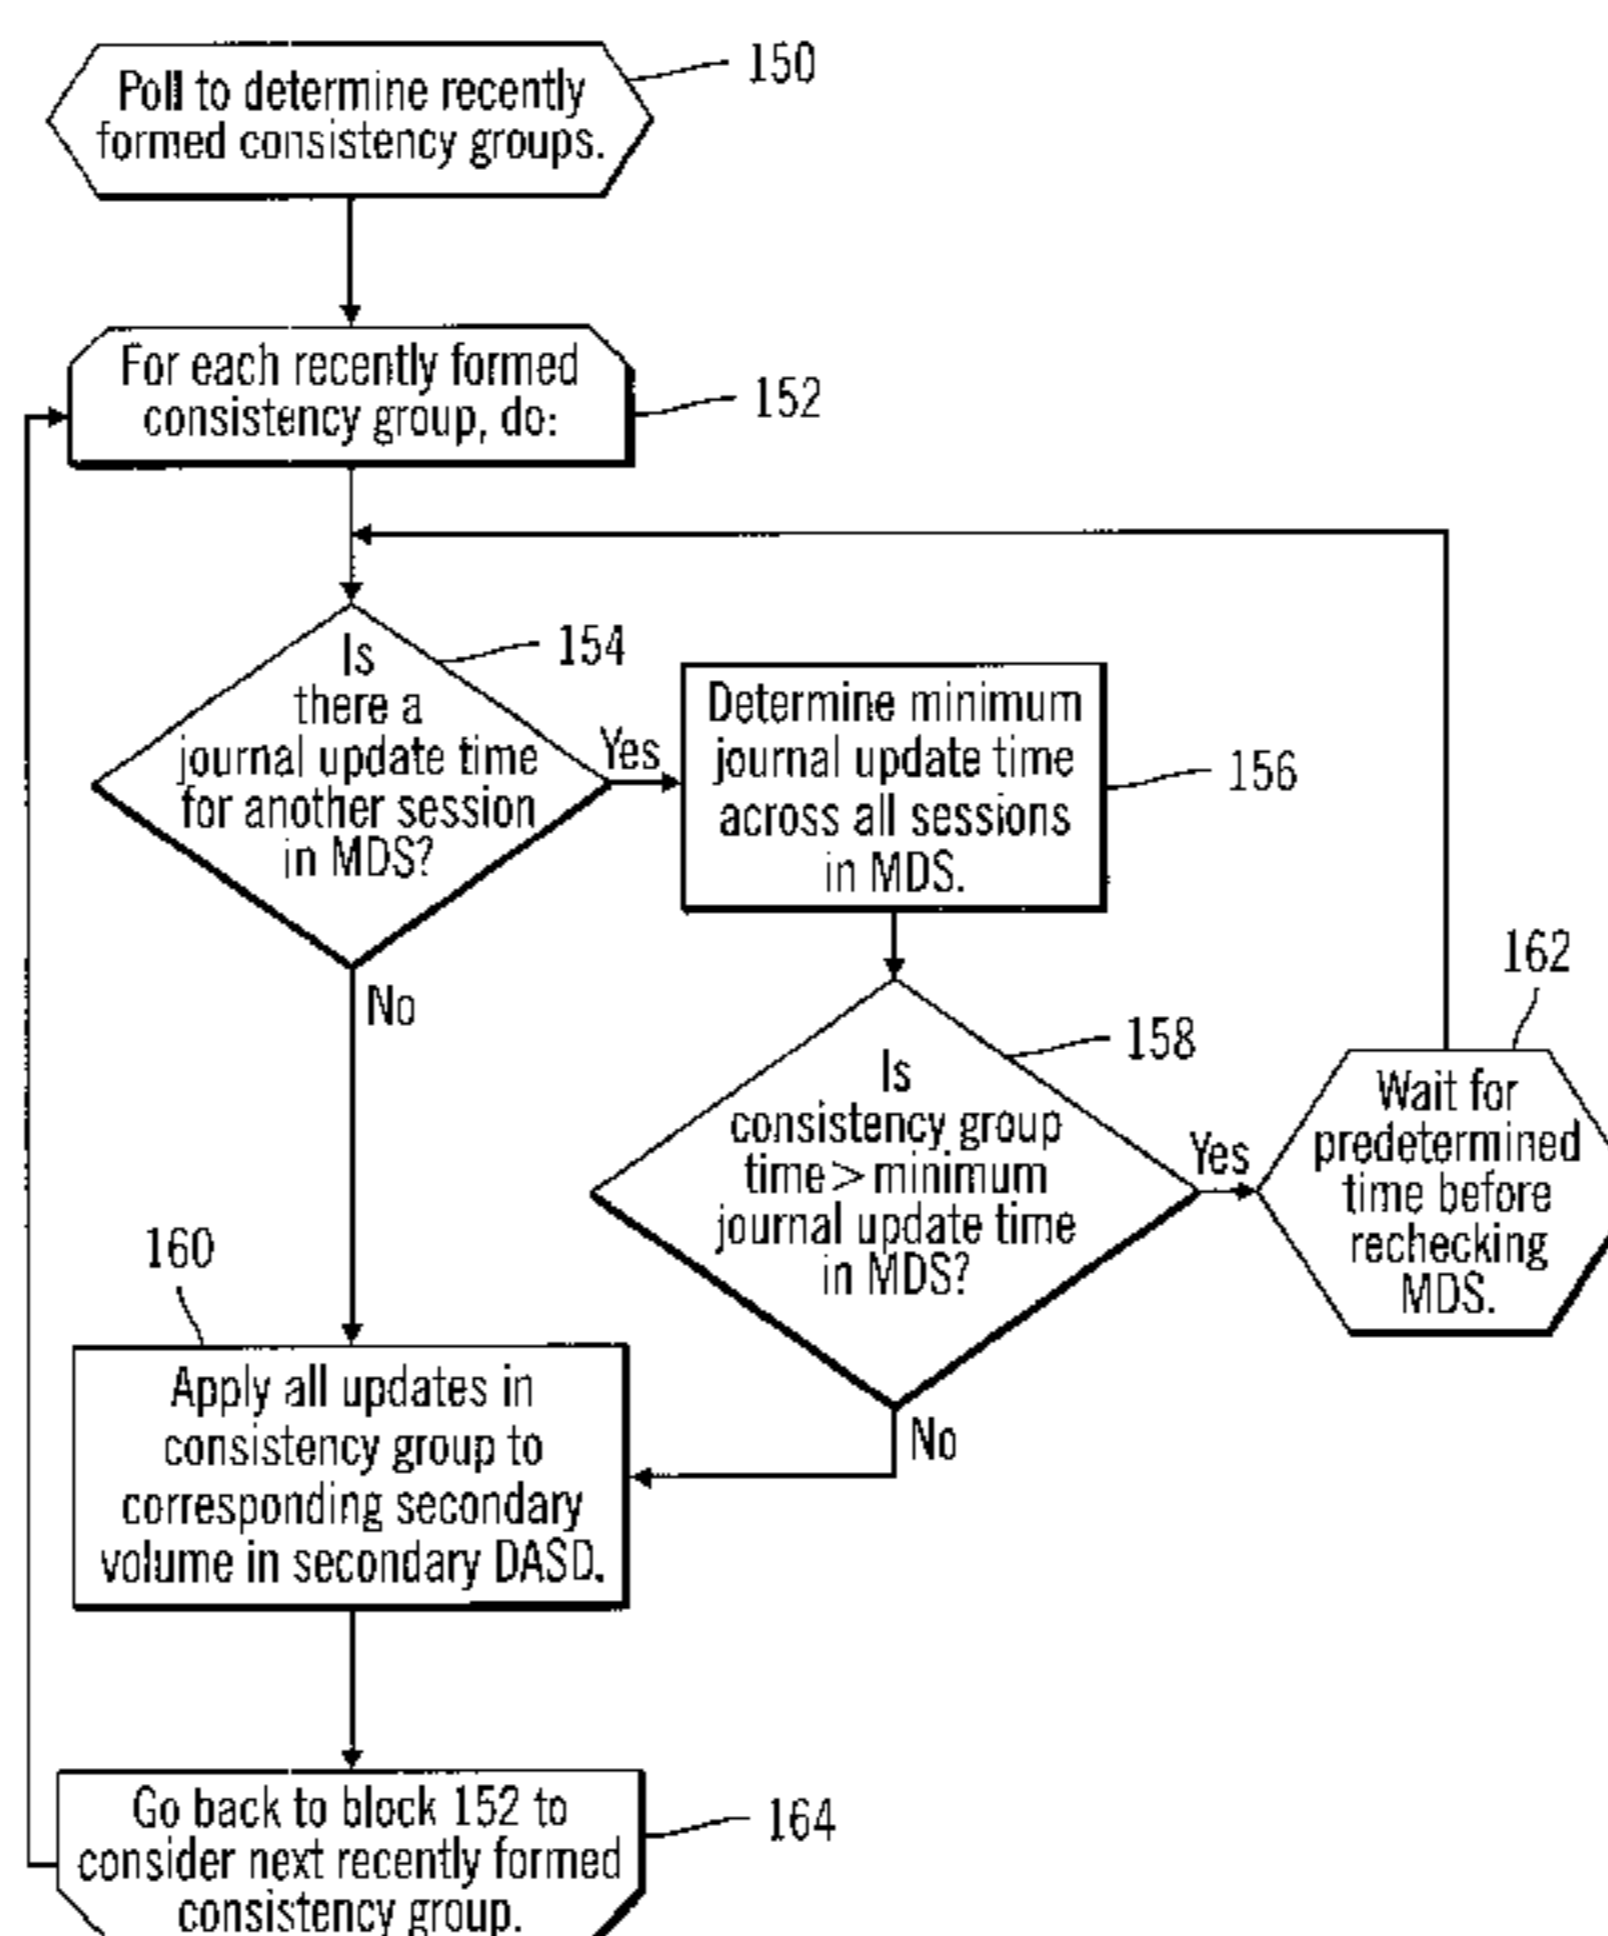 Poll to determine recently
formed consistency groups.
150
For each recently formed
consistency group, do:
152
Is
there a
journal update time
for another session
in MDS?
154
Yes
No
Determine minimum
journal update time
across all sessions
in MDS.
156
Is
consistency group
time > minimum
journal update time
in MDS?
158
Yes
No
162
Wait for
predetermined
time before
rechecking
MDS.
160
Apply all updates in
consistency group to
corresponding secondary
volume in secondary DASD.
Go back to block 152 to
consider next recently formed
consistency group.
164